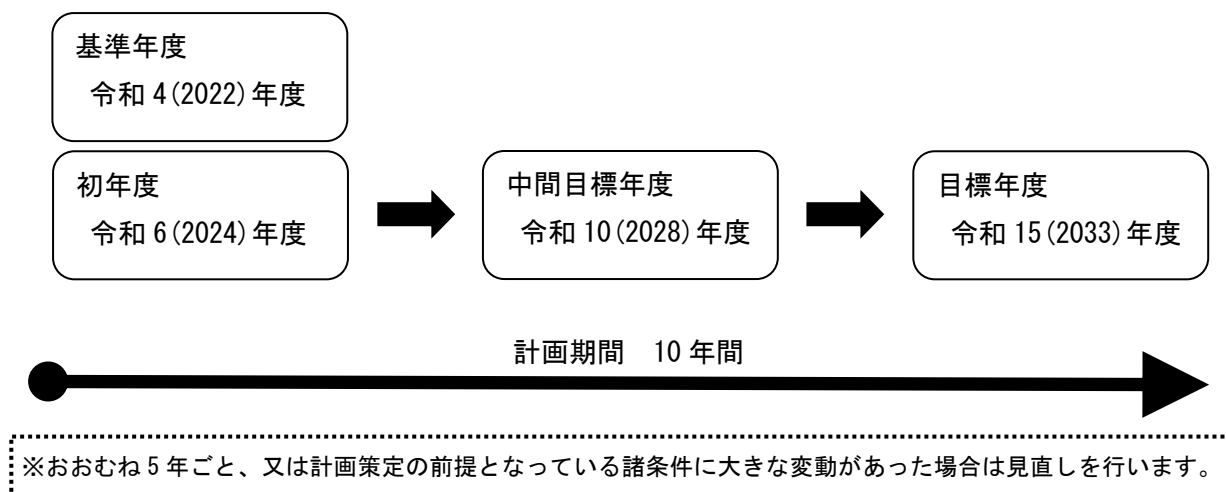 基準年度
令和 4(2022)年度
初年度
令和 6(2024)年度
中間目標年度
令和 10(2028)年度
目標年度
令和 15(2033)年度
計画期間　10 年間
※おおむね 5 年ごと、又は計画策定の前提となっている諸条件に大きな変動があった場合は見直しを行います。